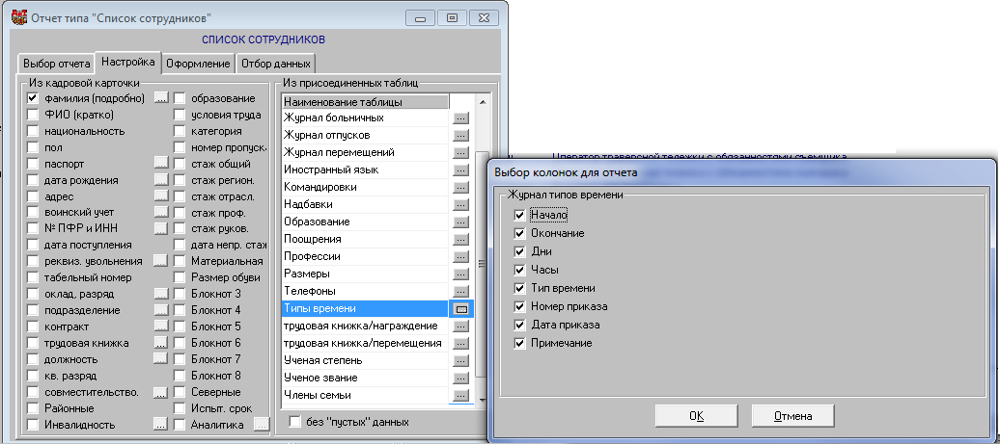 Отчет типа "Список сотрудников"
СПИСОК СОТРУДНИКОВ
Выбор отчета
Настройка
Оформление
Отбор данных
Из кадровой карточки
Фамилия (подробно) ...
ФИО (кратко)
национальность
пол
паспорт ...
дата рождения ...
адрес ...
воинский учет ...
№ ПФР и ИНН ...
дата поступления
реквиз. увольнения ...
табельный номер
оклад, разряд ...
подразделение ...
контракт ...
трудовая книжка ...
должность ...
кв. разряд
совместительство. ...
Районные
Инвалидность ...
образование
условия труда
категория
номер пропуск
стаж общий
стаж регион.
стаж отрасл.
стаж проф.
стаж руков.
дата непр. стаж
Материальная
Размер обуви
Блокнот 3
Блокнот 4
Блокнот 5
Блокнот 6
Блокнот 7
Блокнот 8
Северные
Испыт. срок
Аналитика ...
Из присоединенных таблиц
Наименование таблицы
Журнал больничных ...
Журнал отпусков ...
Журнал перемещений ...
Иностранный язык ...
Командировки ...
Надбавки ...
Образование ...
Поощрения ...
Профессии ...
Размеры ...
Телефоны ...
Типы времени
трудовая книжка/награждение ...
трудовая книжка/перемещения ...
Ученая степень ...
Ученое звание ...
Члены семьи ...
без "пустых" данных
Оператор траверсной тележки с обязанностями съемщика
Выбор колонок для отчета
Журнал типов времени
Начало
Окончание
Дни
Часы
Тип времени
Номер приказа
Дата приказа
Примечание
OK
Отмена